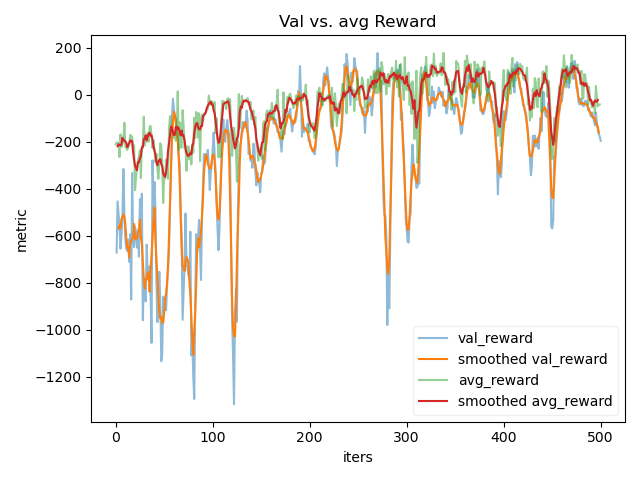 Val vs. avg Reward
metric
200
0
−200
−400
−600
−800
−1000
−1200
0
100
200
300
400
500
iters
val_reward
smoothed val_reward
avg_reward
smoothed avg_reward